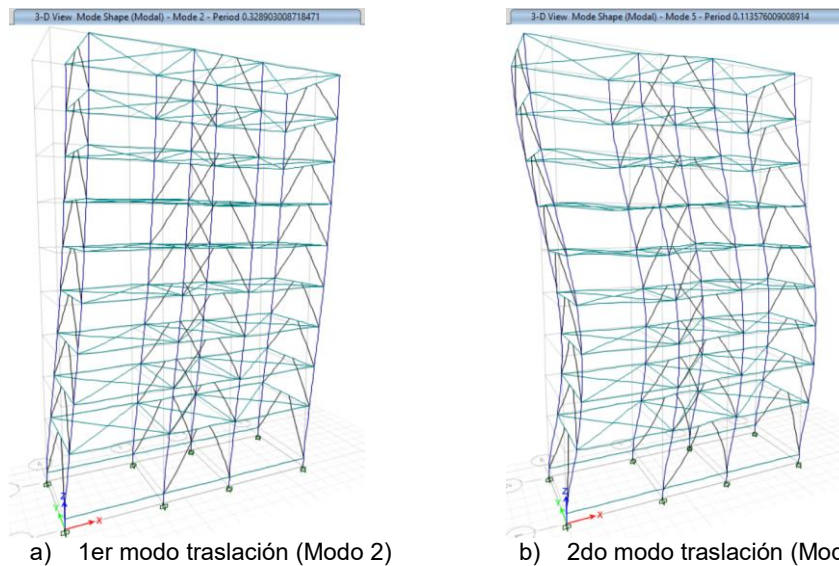 3-D View Mode Shape (Modal) - Mode 2 - Period 0.328903008718471
3-D View Mode Shape (Modal) - Mode 5 - Period 0.113576009008914
Z
Y
X
Z
Y
X
a) 1er modo traslación (Modo 2)
b) 2do modo traslación (Mod